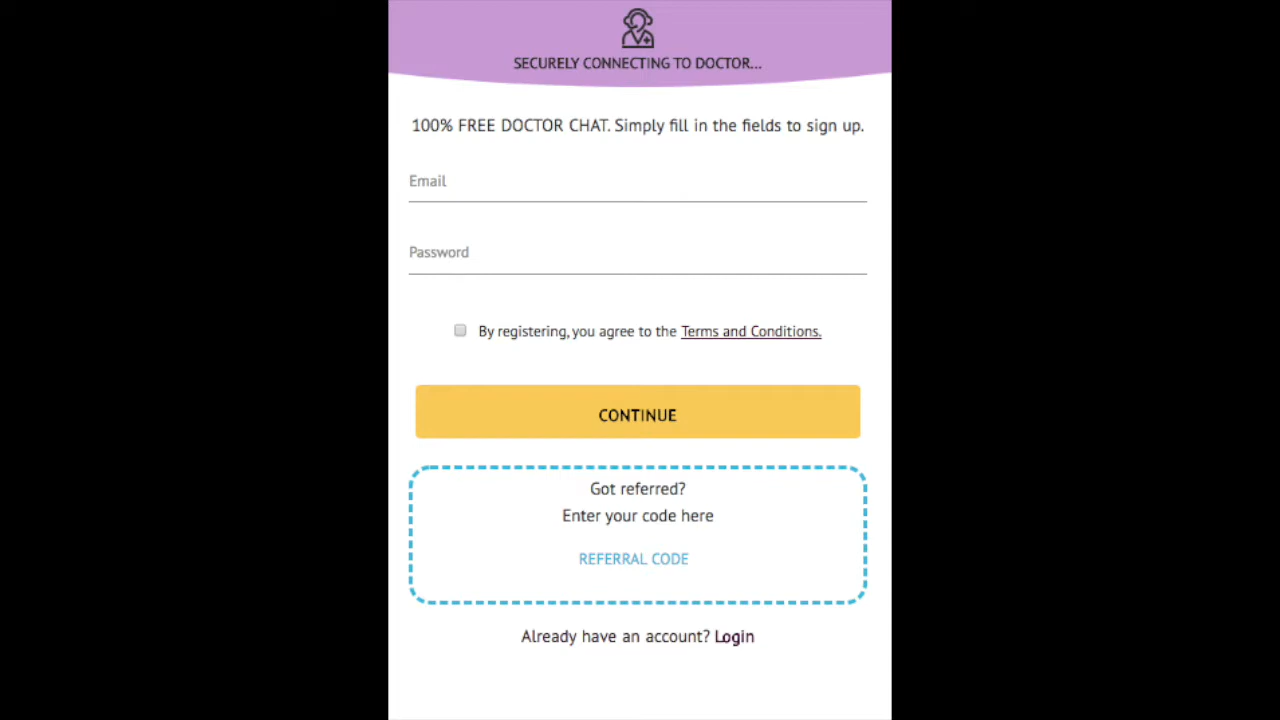 SECURELY CONNECTING TO DOCTOR...
100% FREE DOCTOR CHAT. Simply fill in the fields to sign up.
Email
Password
By registering, you agree to the Terms and Conditions.
CONTINUE
Got referred?
Enter your code here
REFERRAL CODE
Already have an account? Login